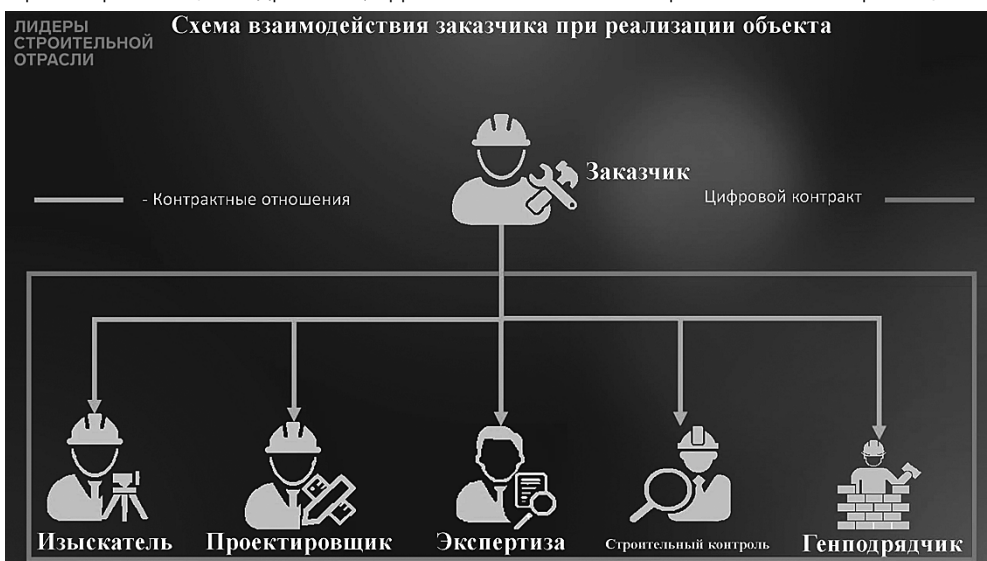 ЛИДЕРЫ
СТРОИТЕЛЬНОЙ
ОТРАСЛИ
Схема взаимодействия заказчика при реализации объекта
Заказчик
- Контрактные отношения
Цифровой контракт
Изыскатель
Проектировщик
Экспертиза
Строительный контроль
Генподрядчик